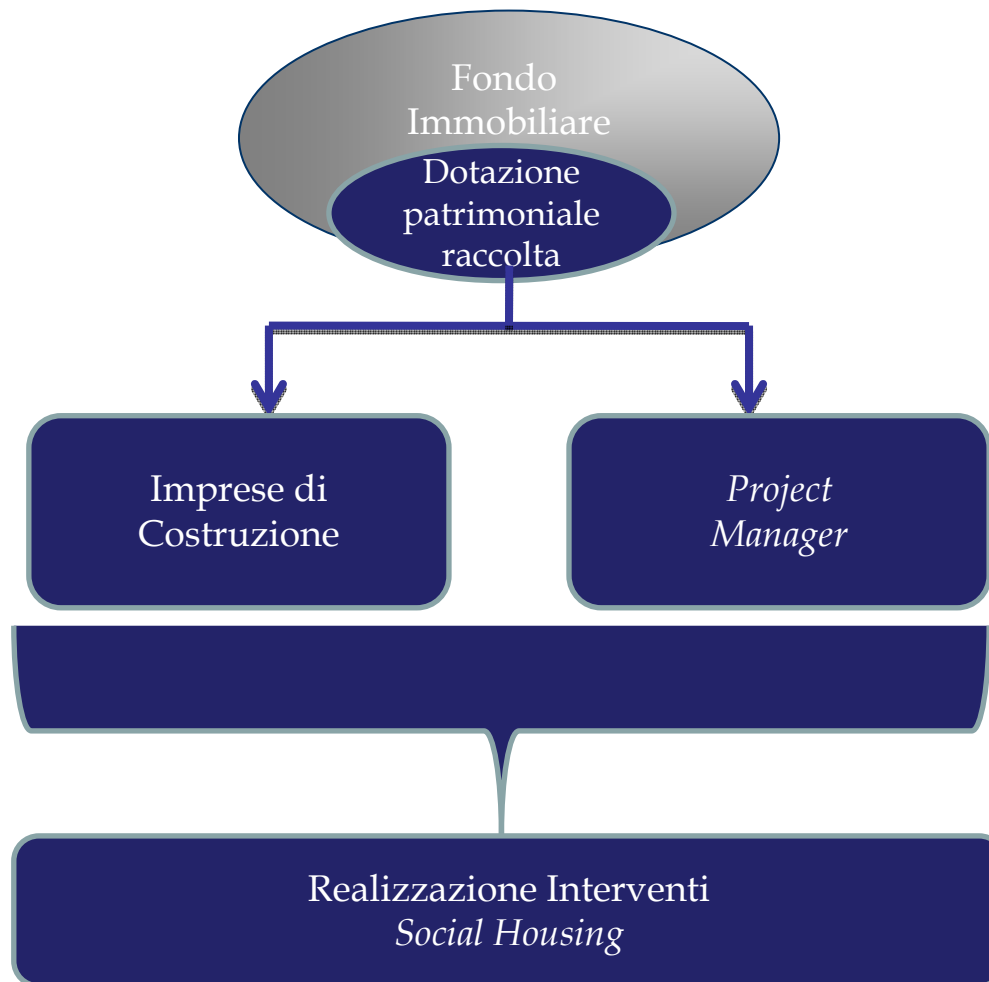 Fondo
Immobiliare
Dotazione
patrimoniale
raccolta
Imprese di
Costruzione
Project
Manager
Realizzazione Interventi
Social Housing